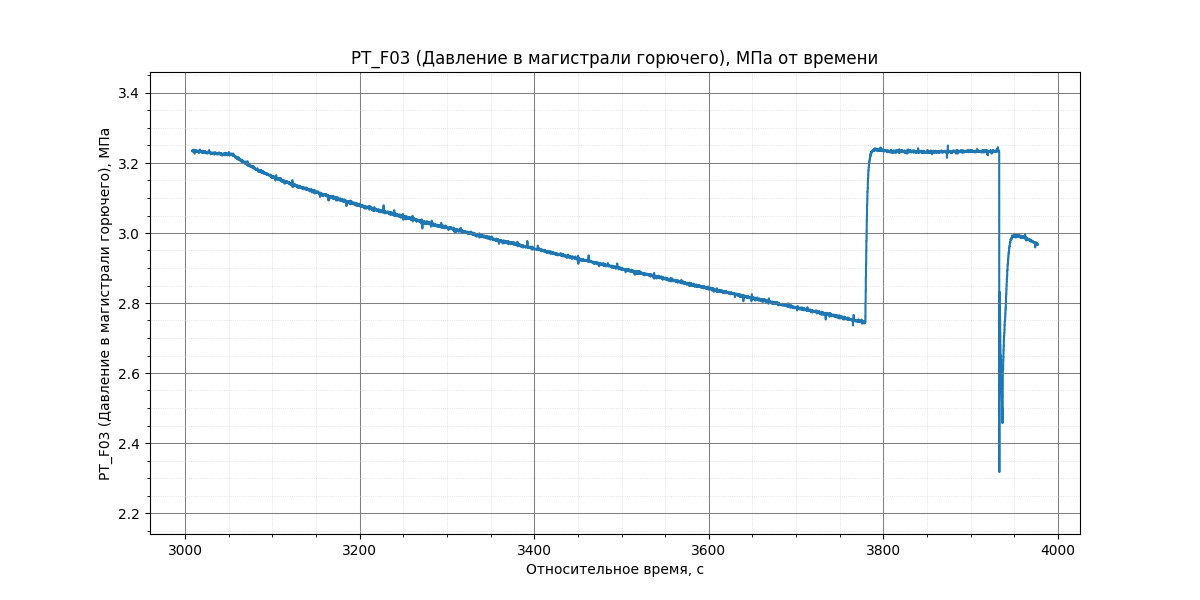 PT_F03 (Давление в магистрали горючего), МПа от времени
PT_F03 (Давление в магистрали горючего), МПа
3.4
3.2
3.0
2.8
2.6
2.4
2.2
3000 3200 3400 3600 3800 4000
Относительное время, с